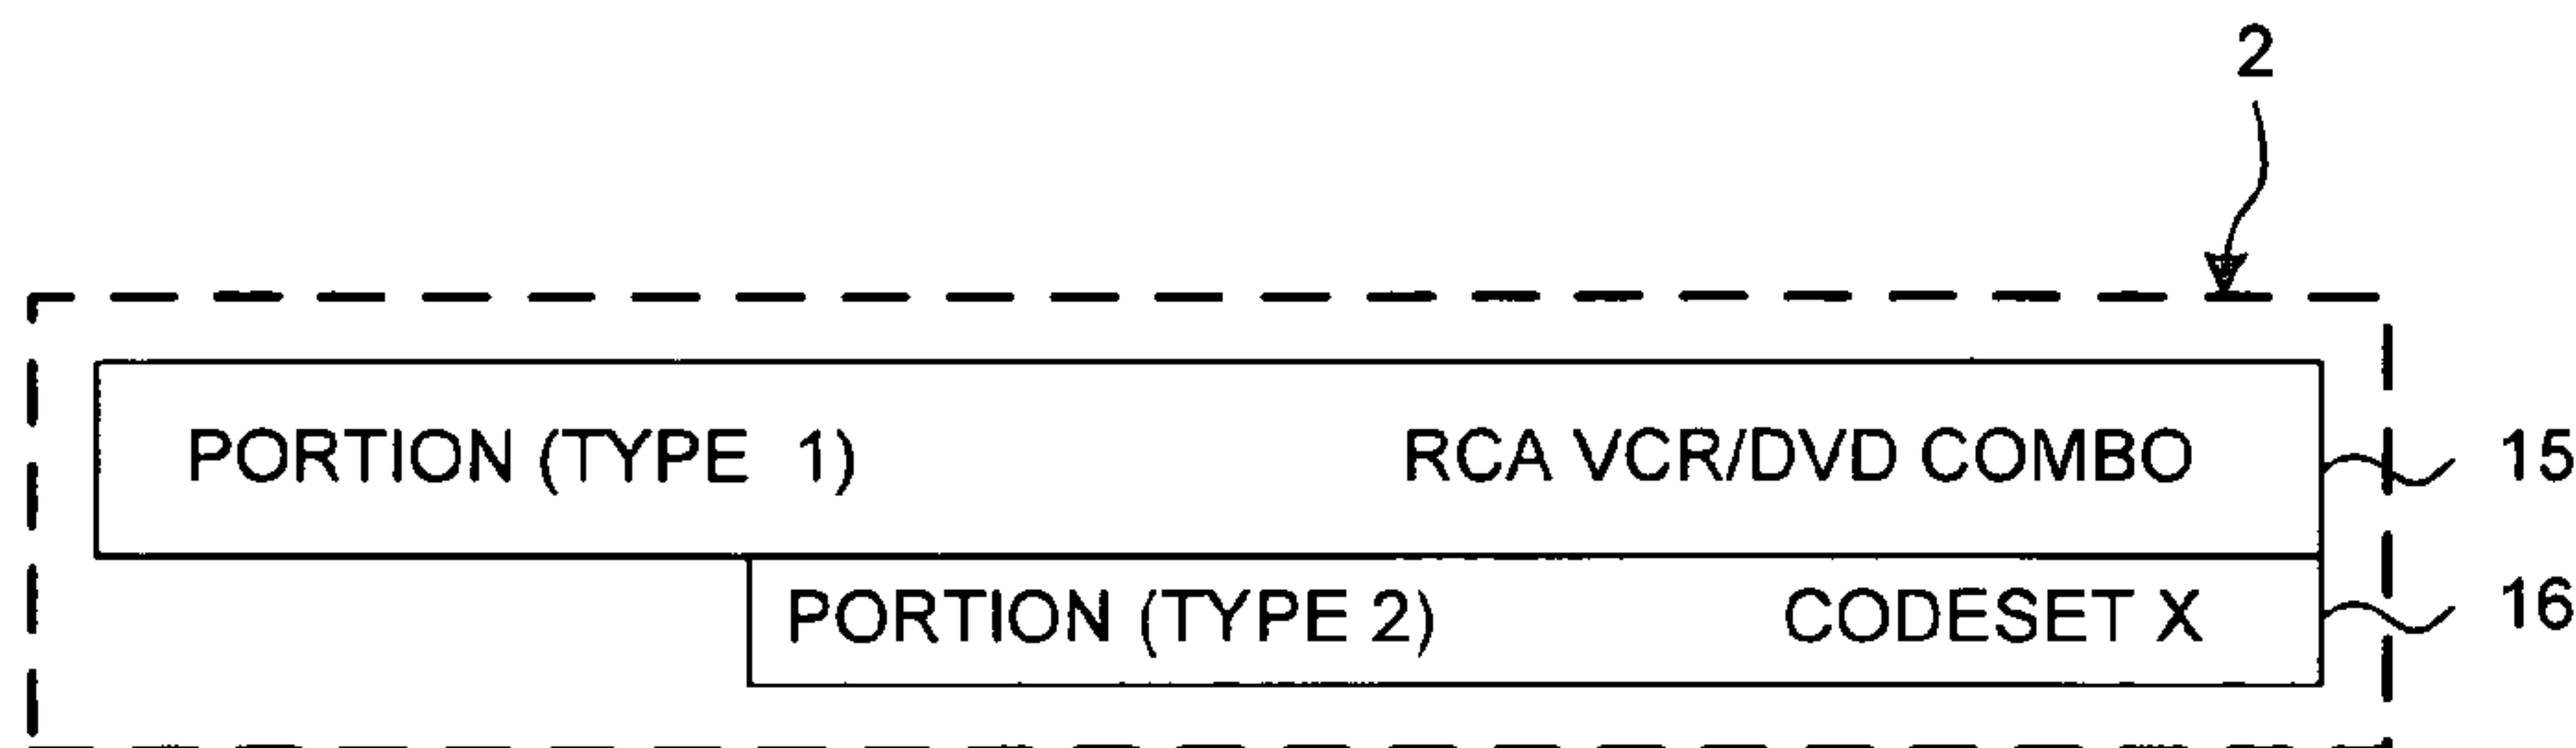 2
PORTION (TYPE 1) RCA VCR/DVD COMBO 15
PORTION (TYPE 2) CODESET X 16